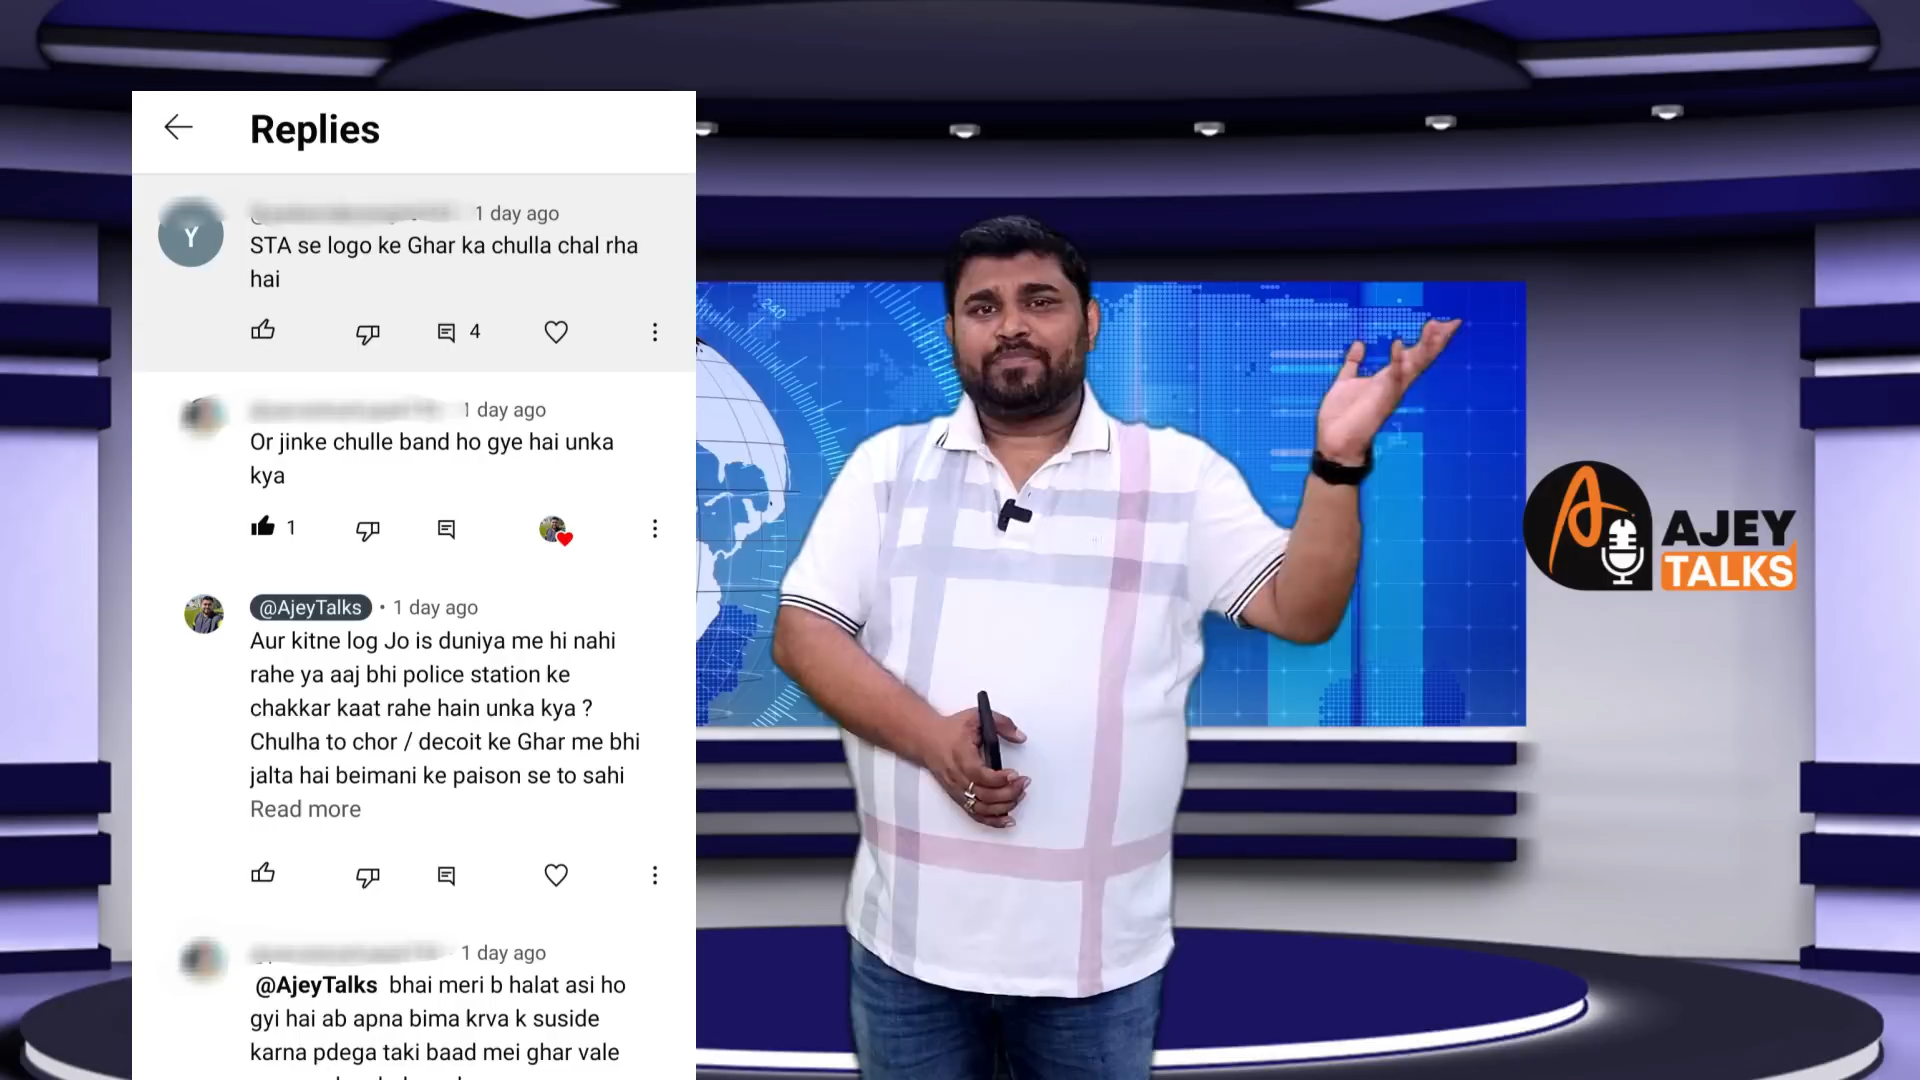 Replies
Y
1 day ago
STA se logo ke Ghar ka chulla chal rha
hai
4
1 day ago
Or jinke chulle band ho gye hai unka
kya
1
@AjeyTalks • 1 day ago
Aur kitne log Jo is duniya me hi nahi
rahe ya aaj bhi police station ke
chakkar kaat rahe hain unka kya ?
Chulha to chor / decoit ke Ghar me bhi
jalta hai beimani ke paison se to sahi
Read more
1 day ago
@AjeyTalks bhai meri b halat asi ho
gyi hai ab apna bima krva k suside
karna pdega taki baad mei ghar vale
240
AJEY
TALKS